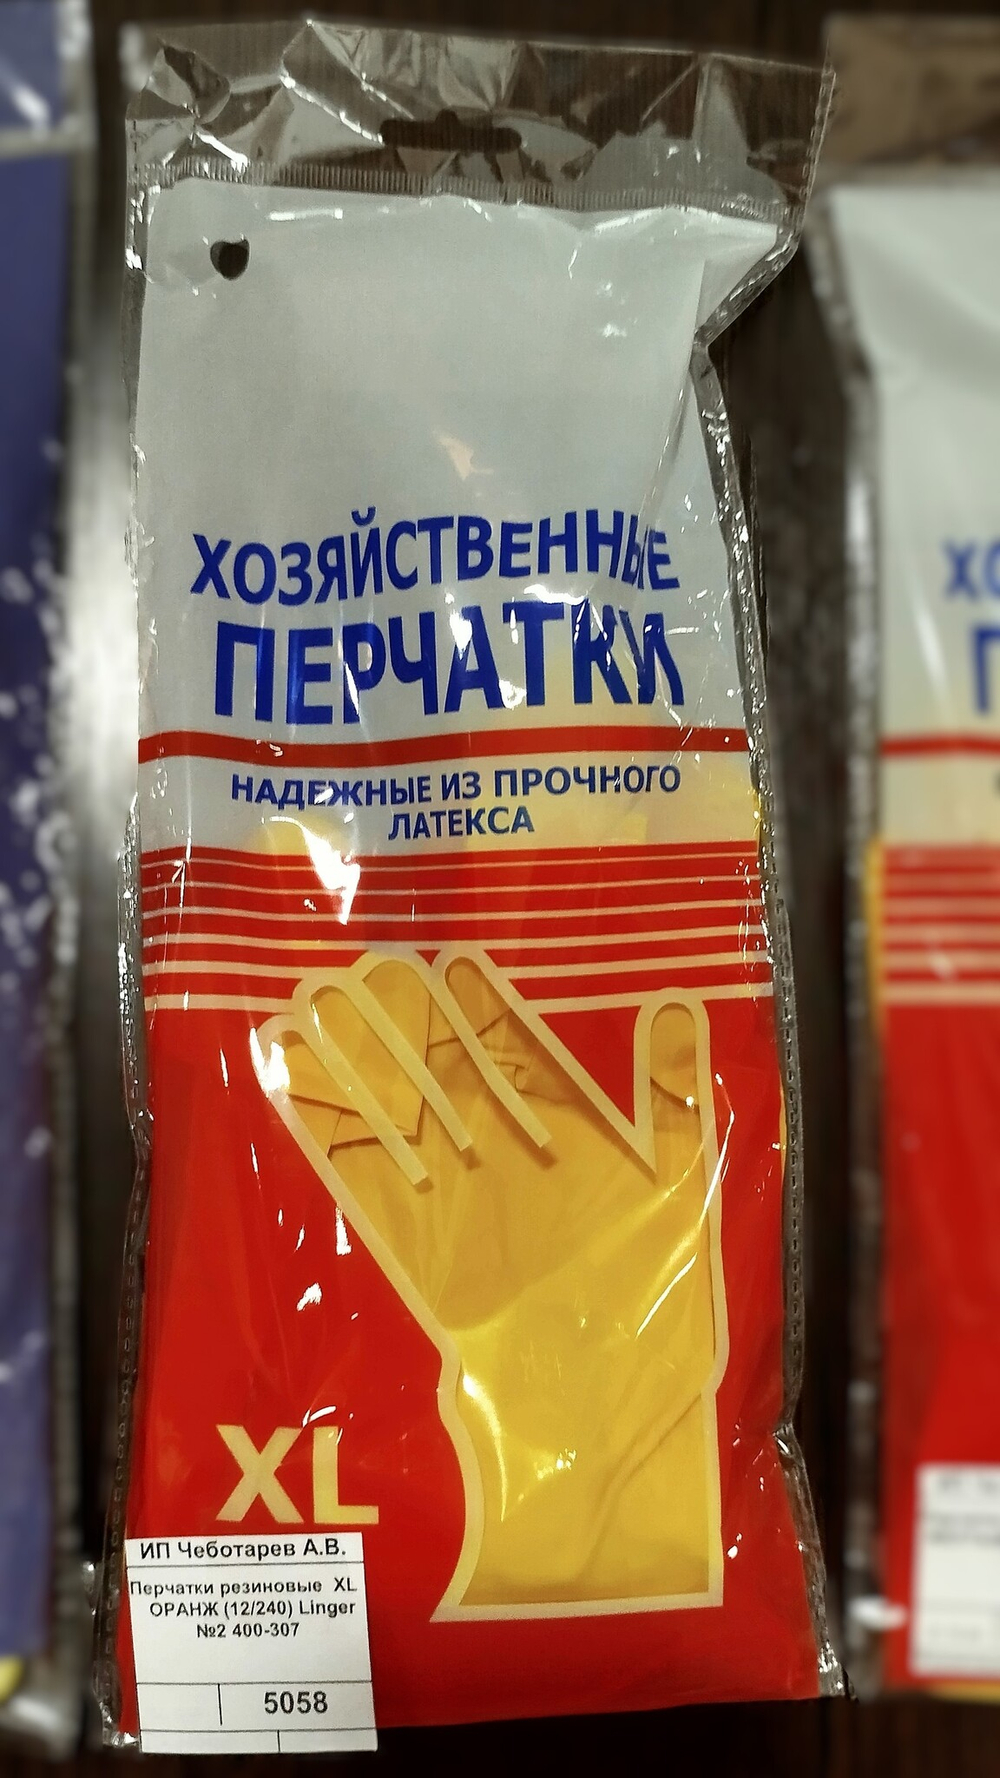 ХОЗЯЙСТВЕННЫЕ
ПЕРЧАТКИ
НАДЕЖНЫЕ ИЗ ПРОЧНОГО
ЛАТЕКСА
XL
ИП Чеботарев А.В.
Перчатки резиновые XL
ОРАНЖ (12/240) Linger
№2 400-307
5058